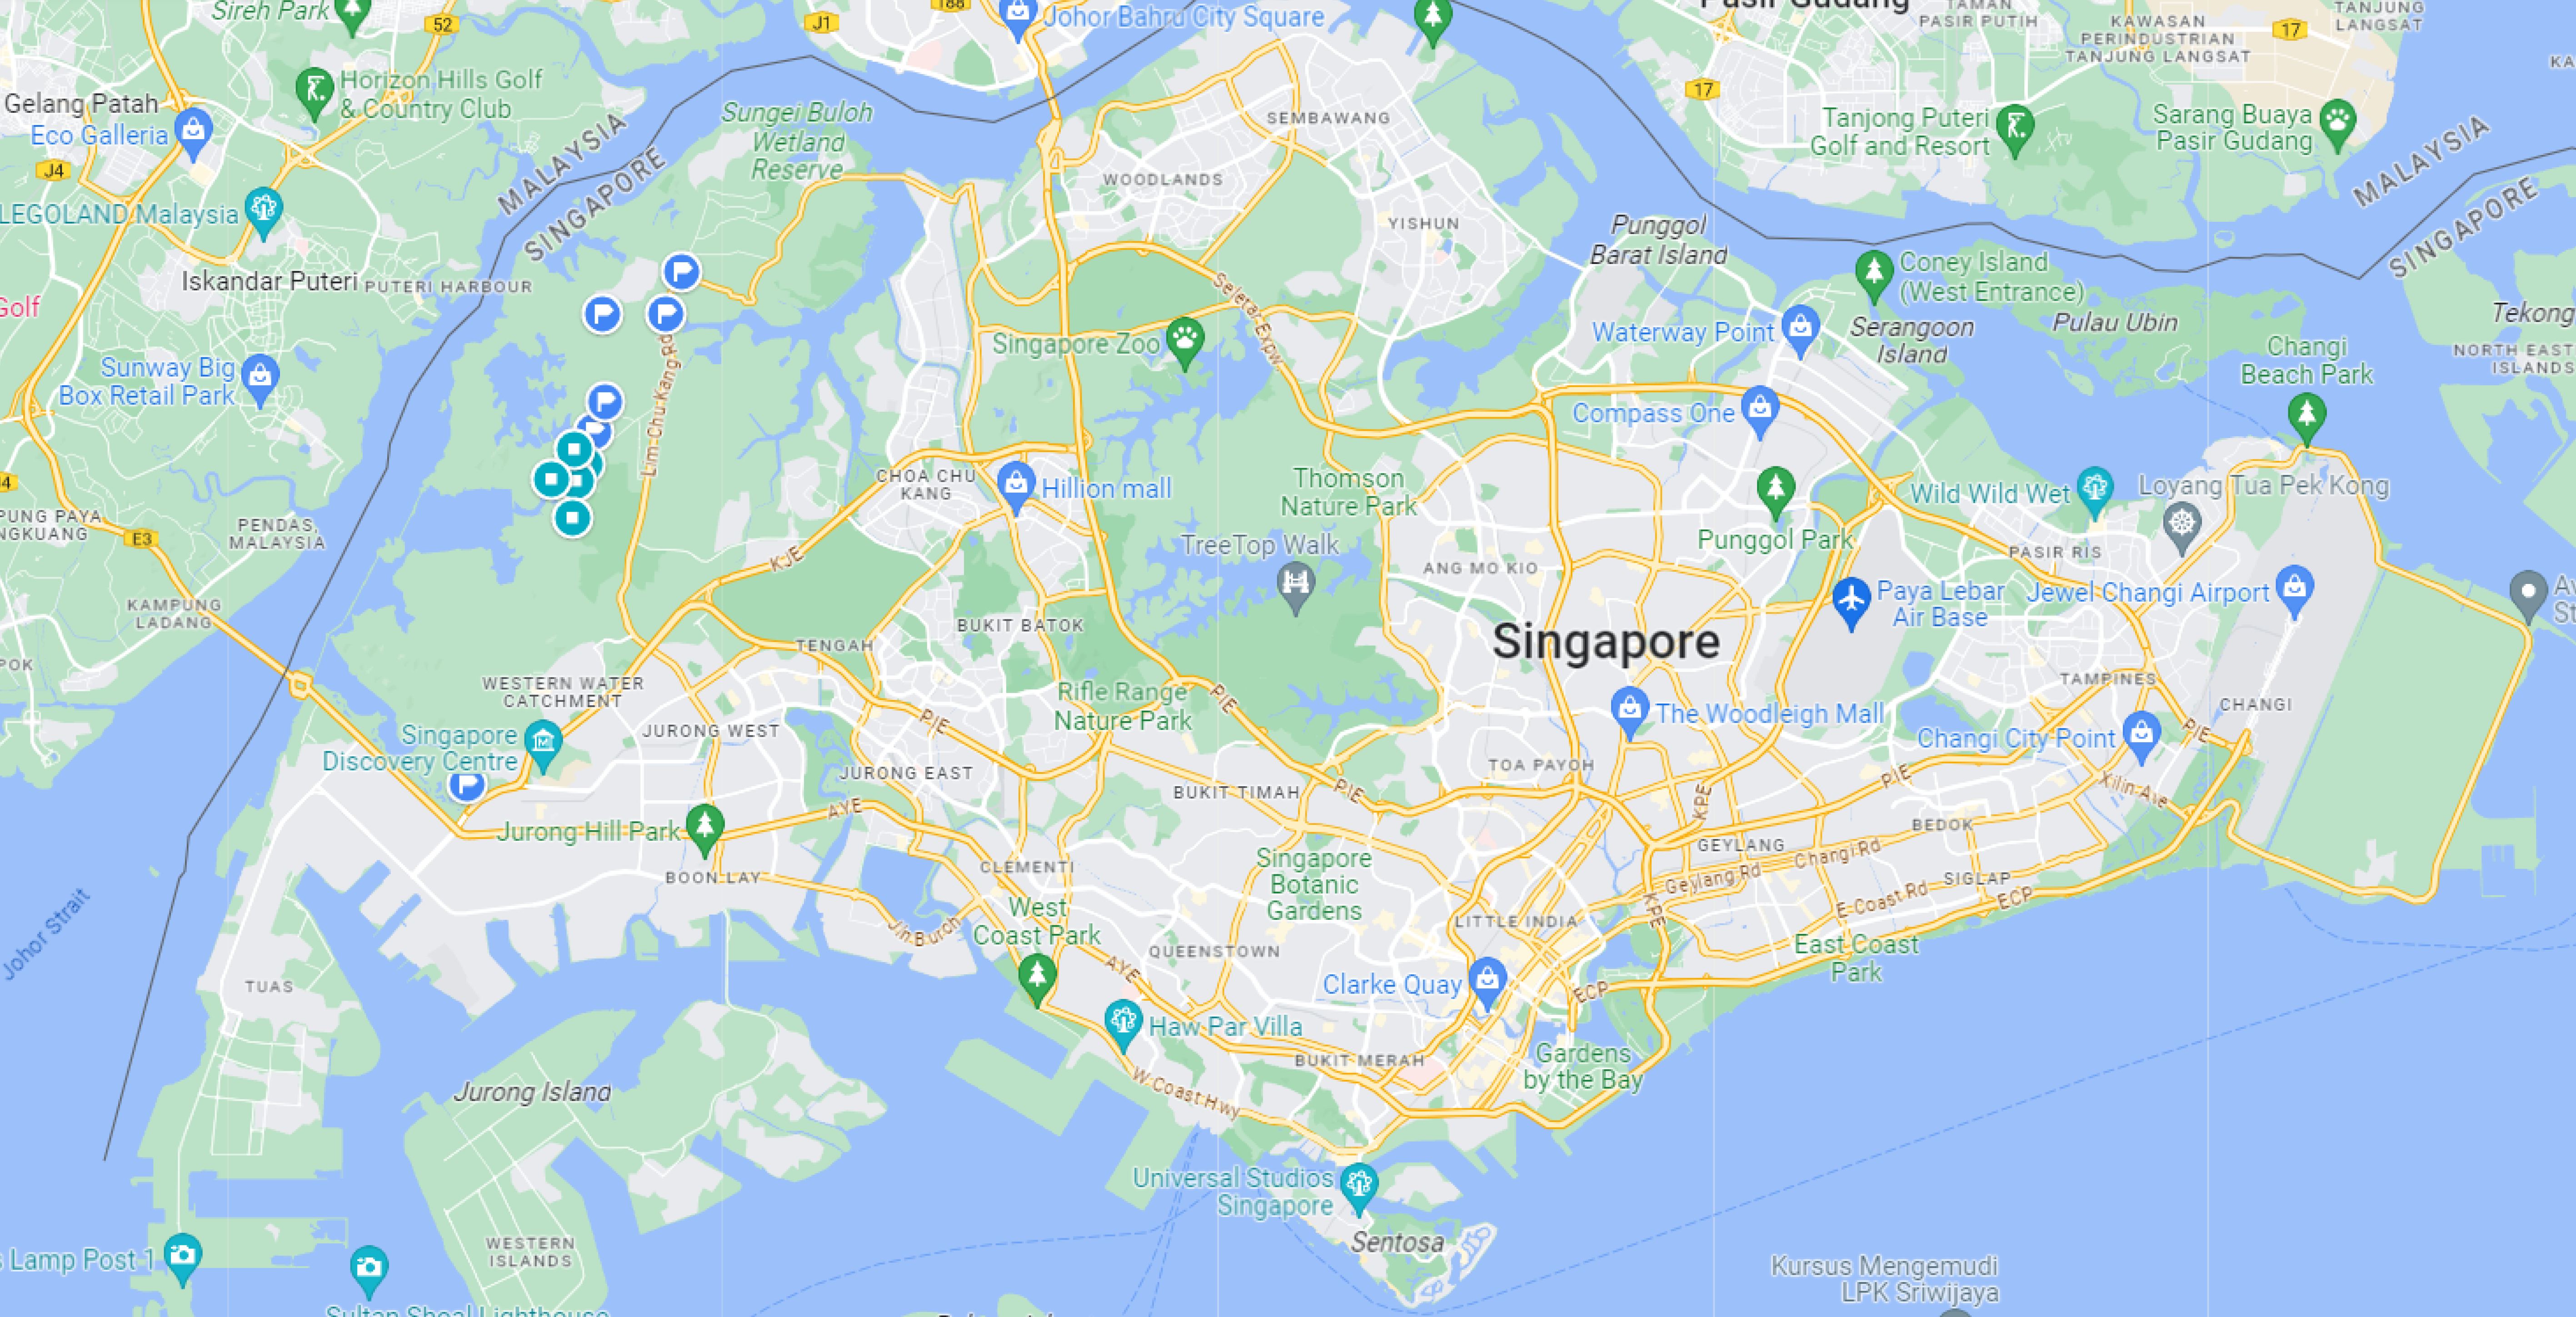 Sireh Park
52
J1
188
Johor Bahru City Square
Pasir Gudang
TAMAN
PASIR PUTIH
KAWASAN
PERINDUSTRIAN
TANJUNG LANGSAT
17
TANJUNG
LANGSAT
Horizon Hills Golf
& Country Club
Gelang Patah
Eco Galleria
J4
MALAYSIA
SINGAPORE
Sungei Buloh
Wetland
Reserve
SEMBAWANG
17
Tanjong Puteri
Golf and Resort
Sarang Buaya
Pasir Gudang
MALAYSIA
SINGAPORE
LEGOLAND Malaysia
WOODLANDS
YISHUN
Punggol
Barat Island
Coney Island
(West Entrance)
Iskandar Puteri
PUTERI HARBOUR
Golf
Seletar Expw.
Singapore Zoo
Waterway Point
Serangoon
Island
Pulau Ubin
Tekong
NORTH EAST
ISLANDS
Changi
Beach Park
Sunway Big
Box Retail Park
Lim Chu Kang Rd
Compass One
CHOA CHU
KANG
Hillion mall
Thomson
Nature Park
Wild Wild Wet
Loyang Tua Pek Kong
PENDAS,
MALAYSIA
E3
KJE
TreeTop Walk
Punggol Park
PASIR RIS
ANG MO KIO
Paya Lebar
Air Base
Jewel Changi Airport
KAMPUNG
LADANG
BUKIT BATOK
TENGAH
Singapore
WESTERN WATER
CATCHMENT
Rifle Range
Nature Park
PIE
TAMPINES
CHANGI
Singapore
Discovery Centre
JURONG WEST
PIE
The Woodleigh Mall
Changi City Point
PIE
JURONG EAST
BUKIT TIMAH
PIE
TOA PAYOH
KPE
PIE
Xilin Ave
Jurong Hill Park
AYE
BEDOK
GEYLANG
Changi Rd
BOON LAY
CLEMENTI
Singapore
Botanic
Gardens
Geylang Rd
SIGLAP
E Coast Rd
ECP
KPE
Johor Strait
Jln Buroh
West
Coast Park
LITTLE INDIA
QUEENSTOWN
East Coast
Park
TUAS
AYE
Clarke Quay
ECP
Haw Par Villa
BUKIT MERAH
Gardens
by the Bay
Jurong Island
W Coast Hwy
Universal Studios
Singapore
Sentosa
WESTERN
ISLANDS
Lamp Post 1
Kursus Mengemudi
LPK Sriwijaya
Sultan Shoal Lighthouse